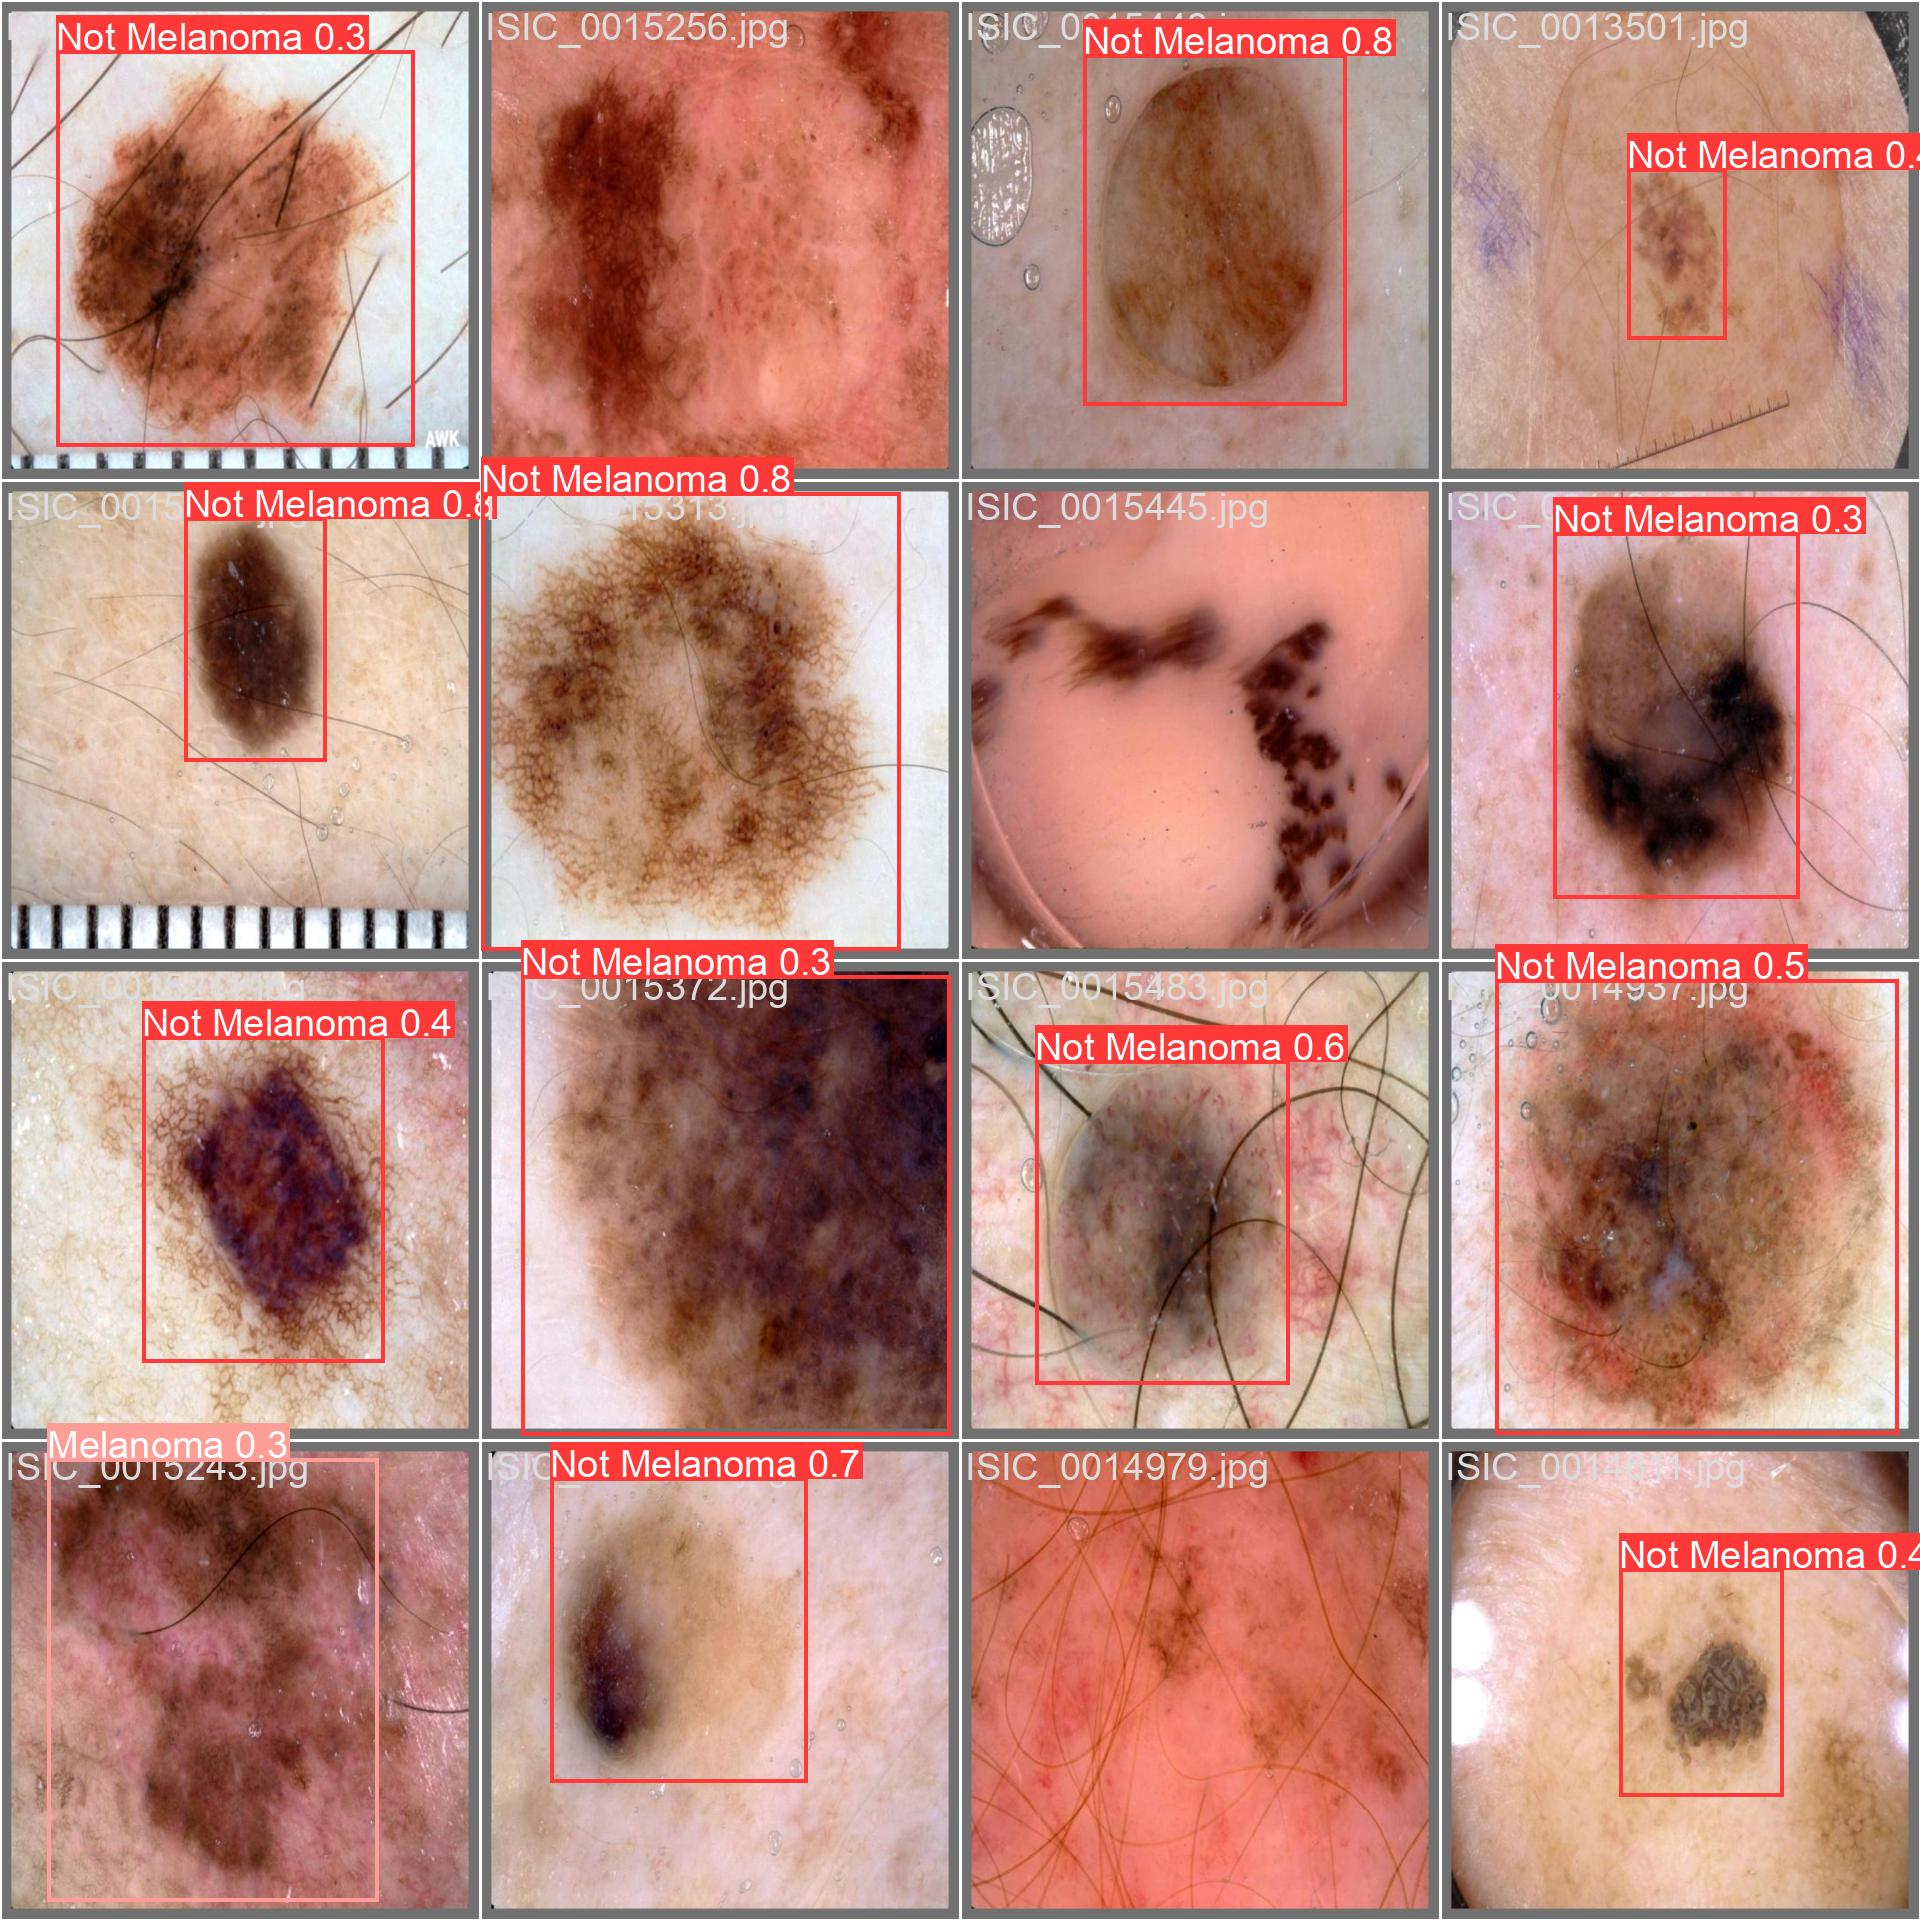 Not Melanoma 0.3
AWK
ISIC_0015256.jpg
Not Melanoma 0.8
ISIC_0013501.jpg
Not Melanoma 0.4
Not Melanoma 0.8
Not Melanoma 0.8
ISIC_0015445.jpg
Not Melanoma 0.3
Not Melanoma 0.4
Not Melanoma 0.3
ISIC_0015372.jpg
ISIC_0015483.jpg
Not Melanoma 0.6
Not Melanoma 0.5
Melanoma 0.3
ISIC_0015243.jpg
Not Melanoma 0.7
ISIC_0014979.jpg
Not Melanoma 0.4